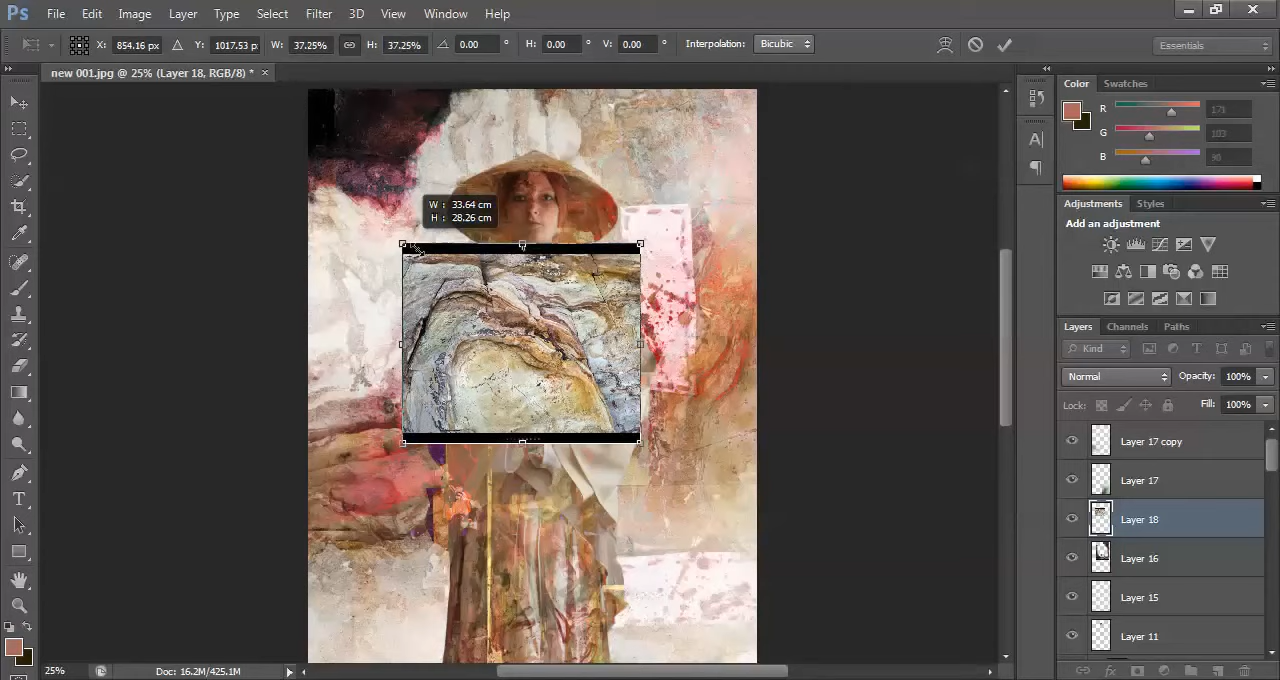 Ps File Edit Image Layer Type Select Filter 3D View Window Help
X: 854.16 px Y: 1017.53 p: W: 37.25% H: 37.25% 0.00 ° H: 0.00 ° V: 0.00 ° Interpolation: Bicubic Essentials
new 001.jpg @ 25% (Layer 18, RGB/8) * ×
Color Swatches
R 171
G 103
B 90
W : 33.64 cm
H : 28.26 cm
Adjustments Styles
Add an adjustment
Layers Channels Paths
Kind
Normal Opacity: 100%
Lock: Fill: 100%
Layer 17 copy
Layer 17
Layer 18
Layer 16
Layer 15
Layer 11
25% Doc: 16.2M/425.1M